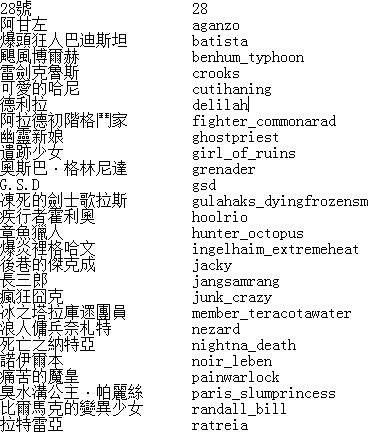 28號 28
阿甘左 aganzo
爆頭狂人巴迪斯坦 batista
颶風博爾赫 benhum_typhoon
雷劍克魯斯 crooks
可愛的哈尼 cutihaning
德利拉 delilah
阿拉德初階格鬥家 fighter_commonarad
幽靈新娘 ghostpriest
遺跡少女 girl_of_ruins
奧斯巴·格林尼達 grenader
G.S.D gsd
凍死的劍士歌拉斯 gulahaks_dyingfrozensm
疾行者霍利奧 hoolrio
章魚獵人 hunter_octopus
爆炎裡格哈文 ingelhaim_extremeheat
後巷的傑克成 jacky
長三郎 jangsamrang
瘋狂囧克 junk_crazy
冰之塔拉庫運團員 member_teracotawater
浪人傭兵奈札特 nezard
死亡之納特亞 nightna_death
諾伊爾本 noir_leben
痛苦的魔皇 painwarlock
臭水溝公主·帕麗絲 paris_slumprincess
比爾馬克的變異少女 randall_bill
拉特雷亞 ratreia